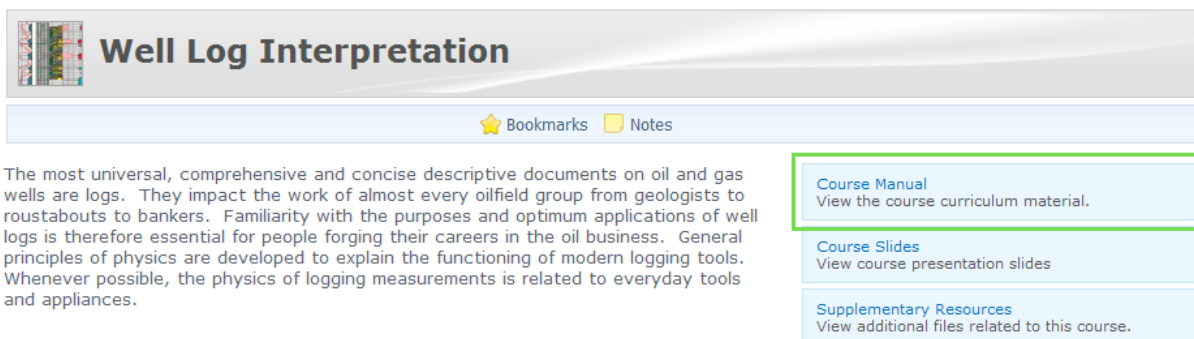 Well Log Interpretation
Bookmarks Notes
The most universal, comprehensive and concise descriptive documents on oil and gas
wells are logs. They impact the work of almost every oilfield group from geologists to
roustabouts to bankers. Familiarity with the purposes and optimum applications of well
logs is therefore essential for people forging their careers in the oil business. General
principles of physics are developed to explain the functioning of modern logging tools.
Whenever possible, the physics of logging measurements is related to everyday tools
and appliances.
Course Manual
View the course curriculum material.
Course Slides
View course presentation slides
Supplementary Resources
View additional files related to this course.